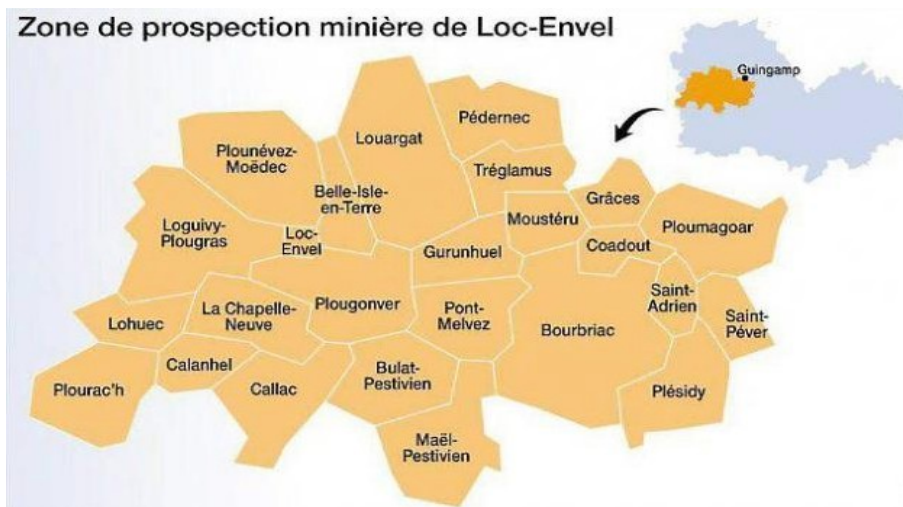 Zone de prospection minière de Loc-Envel
Guingamp
Pédernec
Louargat
Plounévez-
Moëdec
Tréglamus
Belle-Isle-
en-Terre
Grâces
Moustéru
Ploumagoar
Loguivy-
Plougras
Loc-
Envel
Coadout
Gurunhuel
Saint-
Adrien
La Chapelle-
Neuve
Plougonver
Pont-
Melvez
Saint-
Péver
Lohuec
Bourbriac
Calanhel
Bulat-
Pestivien
Plourac'h
Callac
Plésidy
Maël-
Pestivien